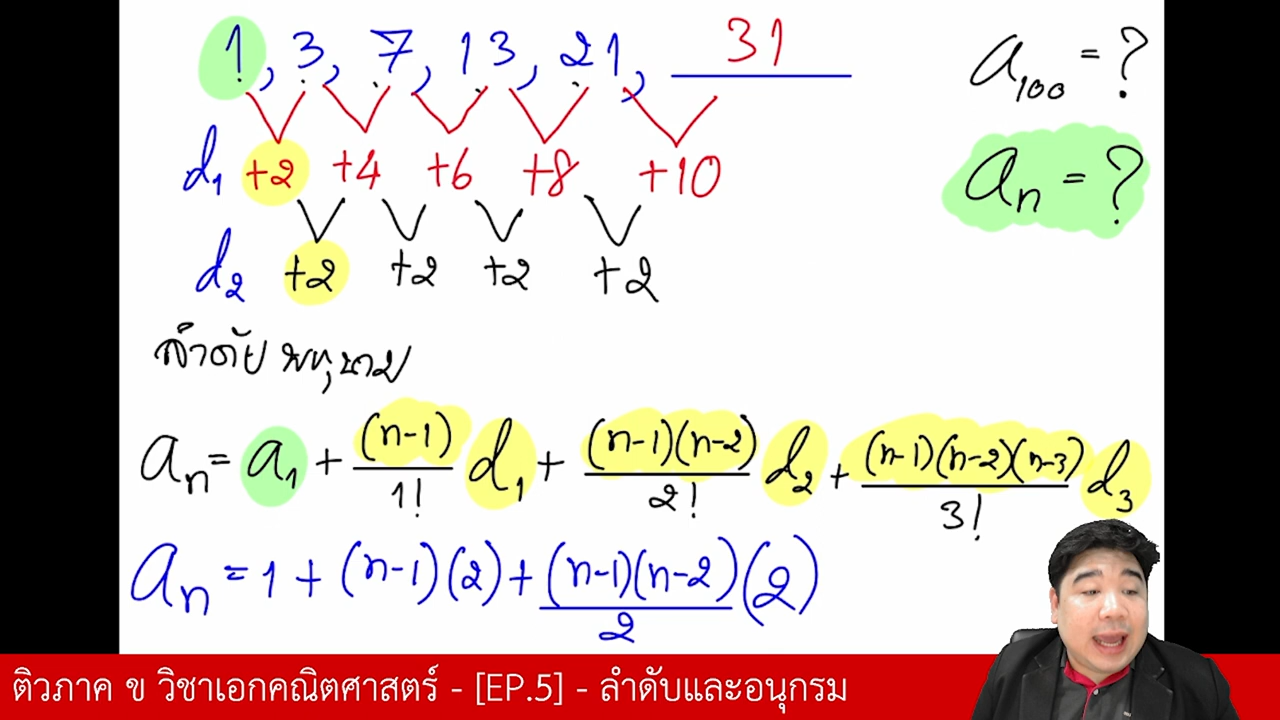 1, 3, 7, 13, 21, 31
a₁₀₀ = ?
d₁ +2 +4 +6 +8 +10
aₙ = ?
d₂ +2 +2 +2 +2
ลำดับ พหุนาม
aₙ = a₁ + (n-1)/1! d₁ + (n-1)(n-2)/2! d₂ + (n-1)(n-2)(n-3)/3! d₃
aₙ = 1 + (n-1)(2) + (n-1)(n-2)/2 (2)
ติวภาค ข วิชาเอกคณิตศาสตร์ - [EP.5] - ลำดับและอนุกรม